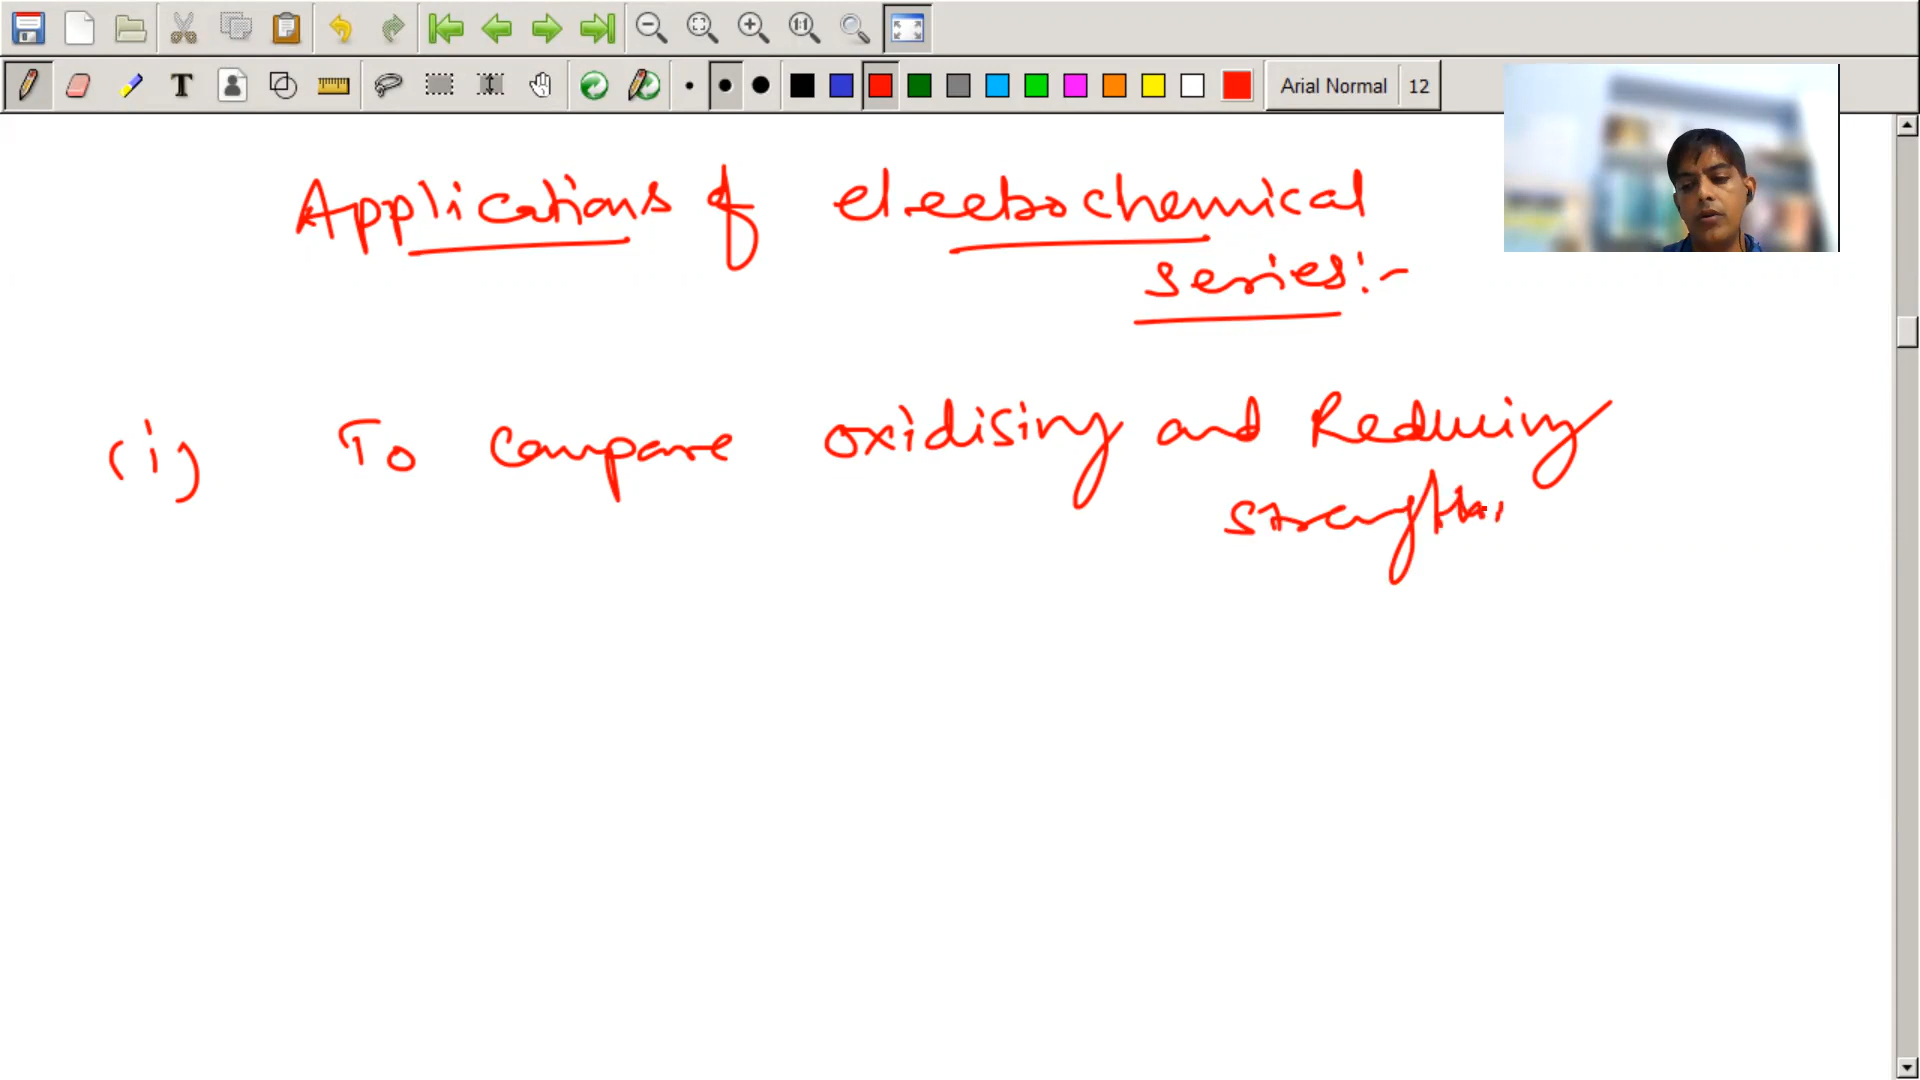 Arial Normal 12
Applications of electrochemical
series:-
(i) To compare oxidising and Reducing
strength.